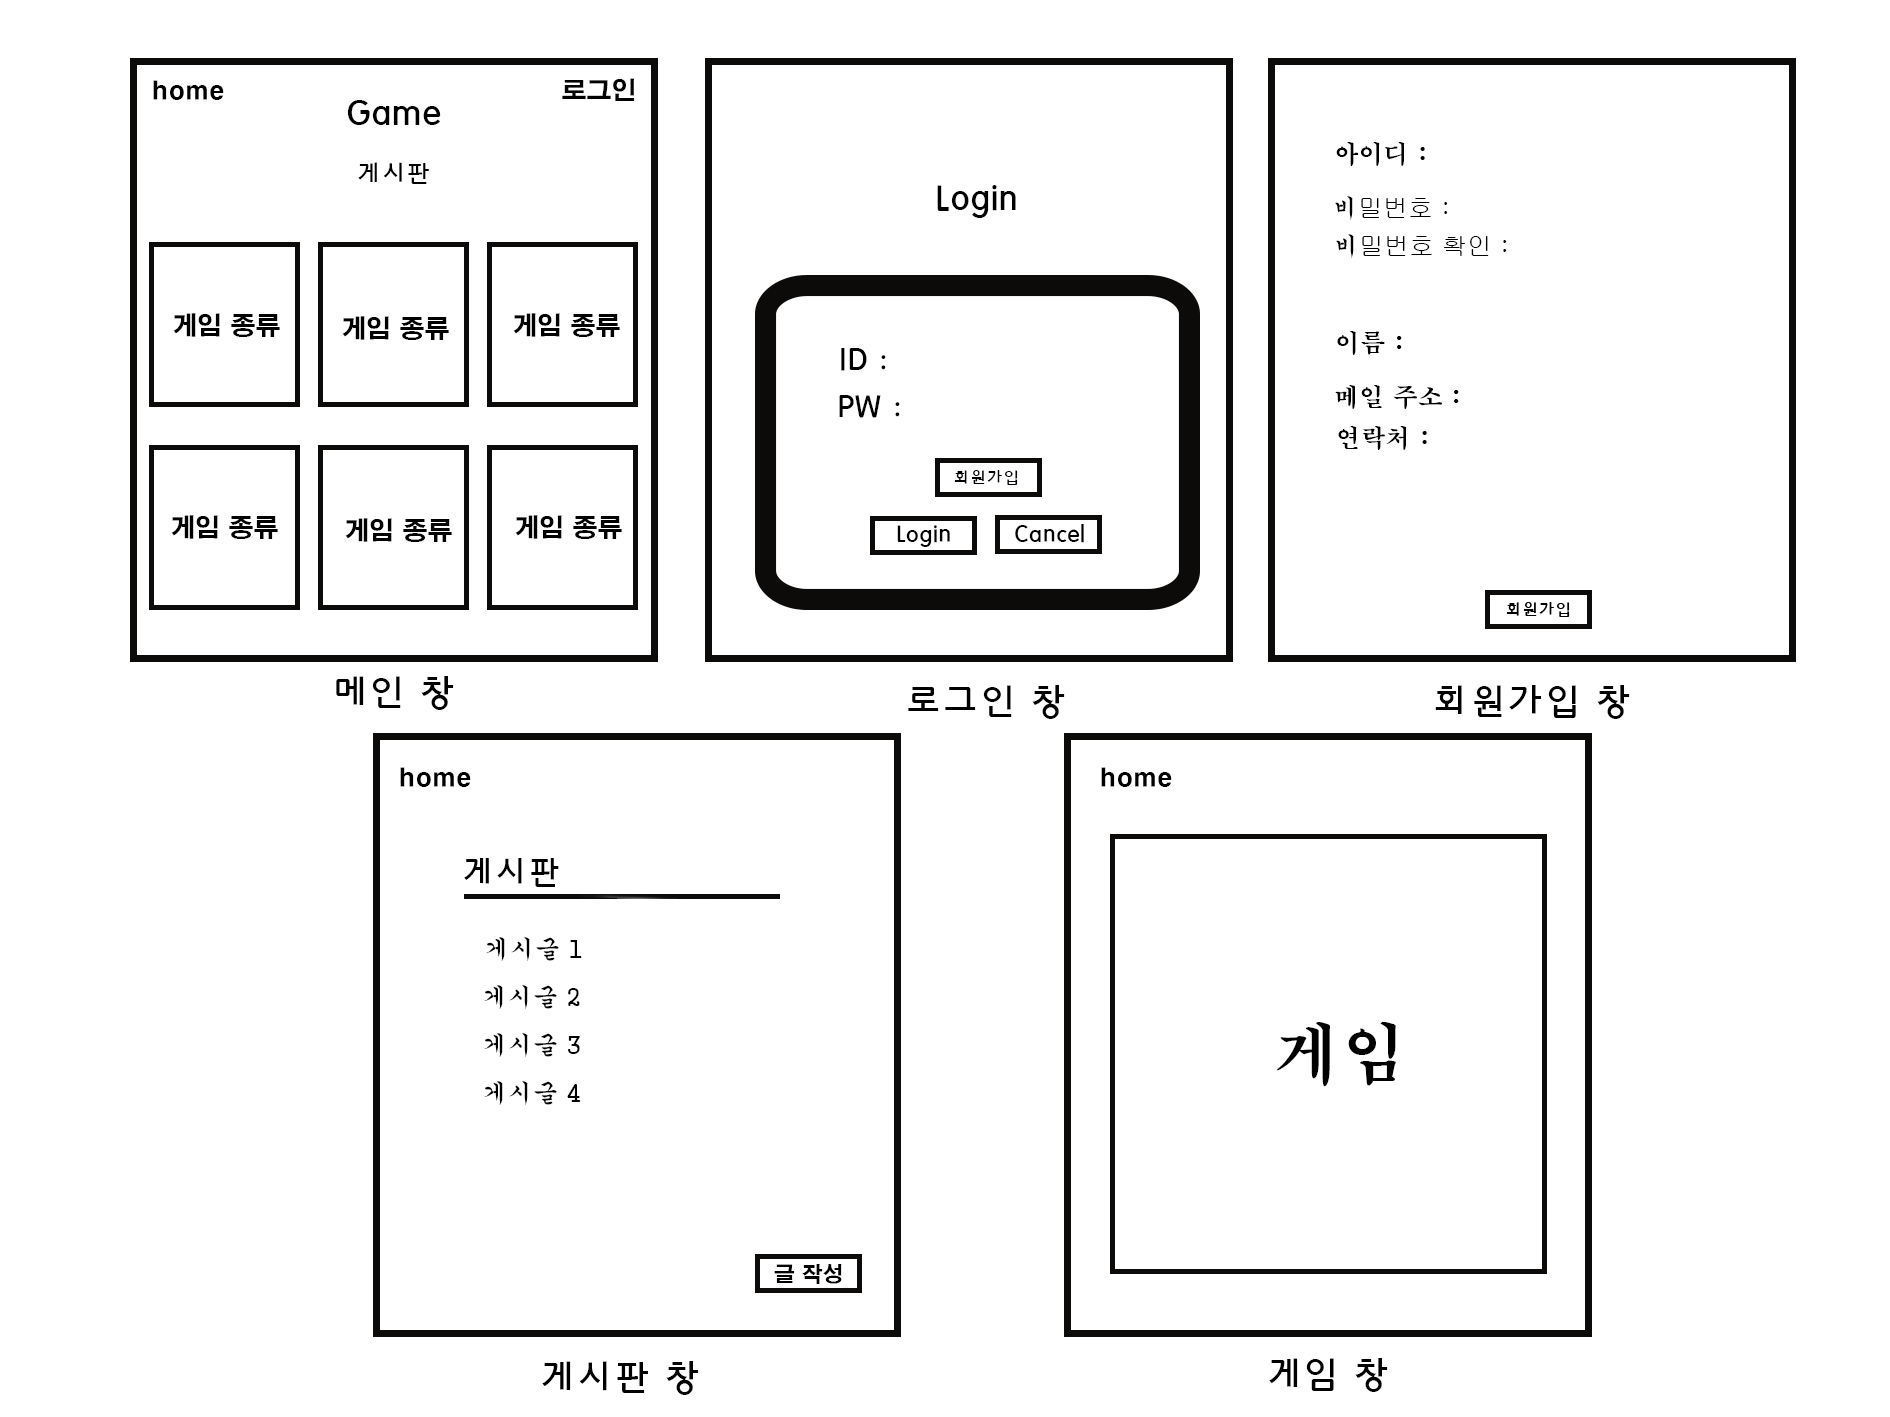 home
로그인
Game
게시판
게임 종류
게임 종류
게임 종류
게임 종류
게임 종류
게임 종류
메인 창
Login
ID :
PW :
회원가입
Login
Cancel
로그인 창
아이디 :
비밀번호 :
비밀번호 확인 :
이름 :
메일 주소 :
연락처 :
회원가입
회원가입 창
home
게시판
게시글 1
게시글 2
게시글 3
게시글 4
글 작성
게시판 창
home
게임
게임 창